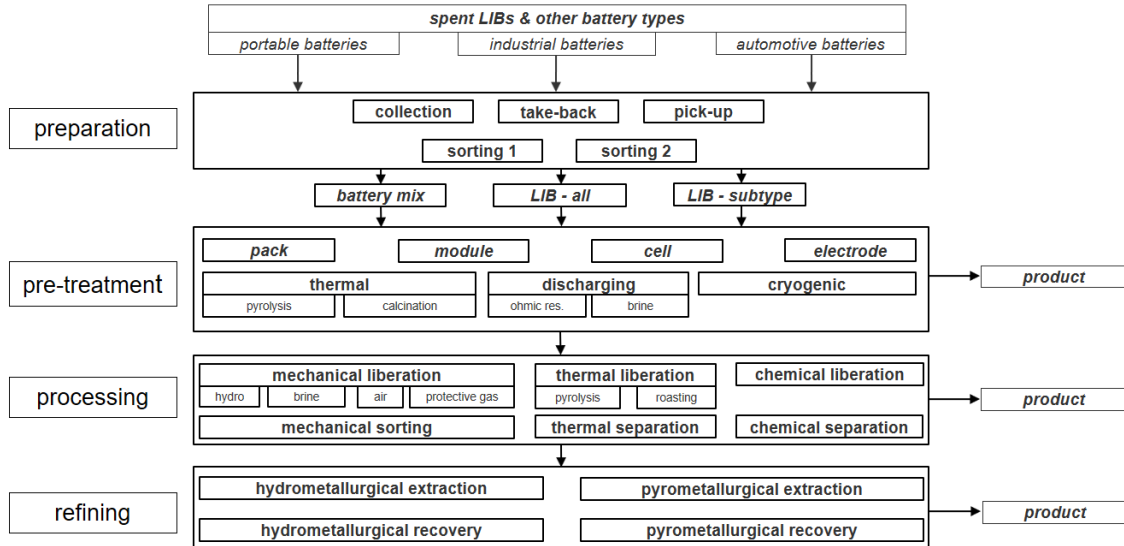 spent LIBs & other battery types
portable batteries industrial batteries automotive batteries
preparation
collection take-back pick-up
sorting 1 sorting 2
battery mix LIB - all LIB - subtype
pre-treatment
pack module cell electrode
thermal discharging cryogenic
pyrolysis calcination ohmic res. brine
product
processing
mechanical liberation thermal liberation chemical liberation
hydro brine air protective gas pyrolysis roasting
mechanical sorting thermal separation chemical separation
product
refining
hydrometallurgical extraction pyrometallurgical extraction
hydrometallurgical recovery pyrometallurgical recovery
product